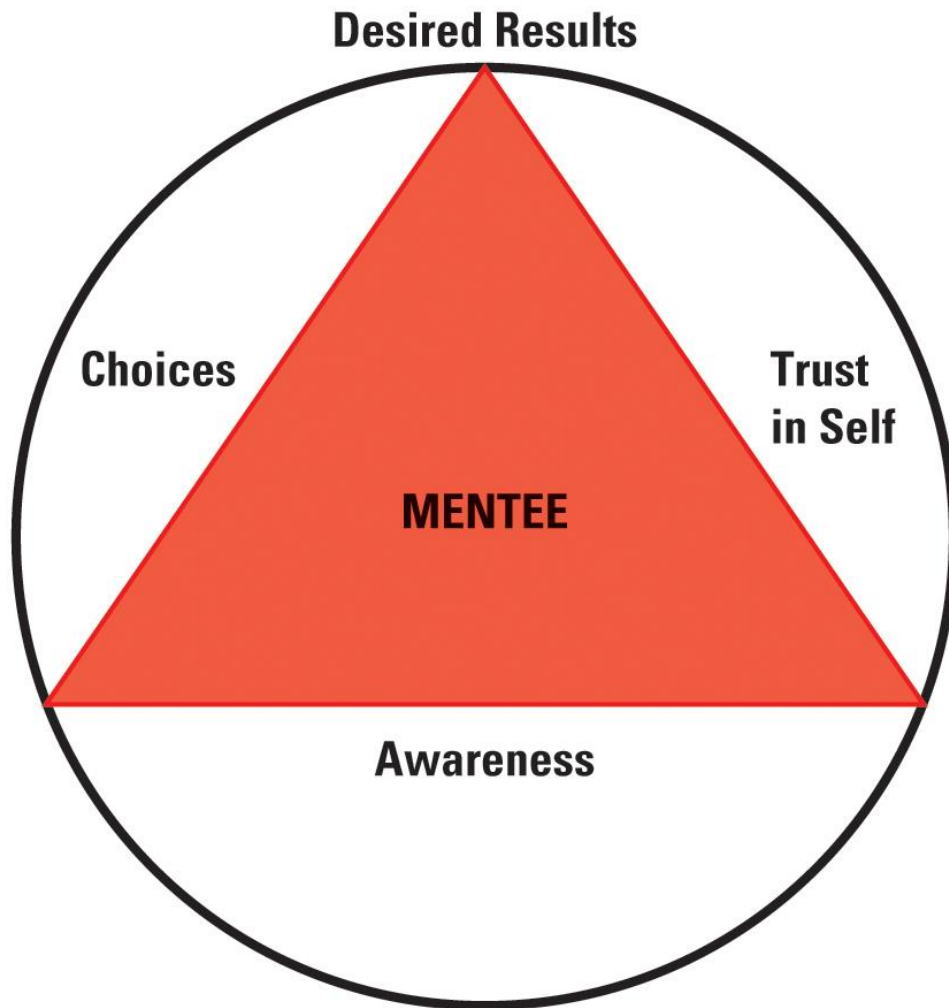 Desired Results
Choices
Trust
in Self
MENTEE
Awareness